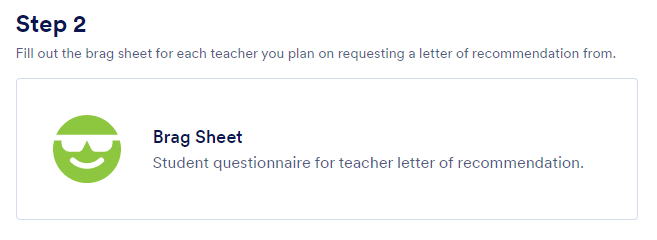 Step 2
Fill out the brag sheet for each teacher you plan on requesting a letter of recommendation from.
Brag Sheet
Student questionnaire for teacher letter of recommendation.